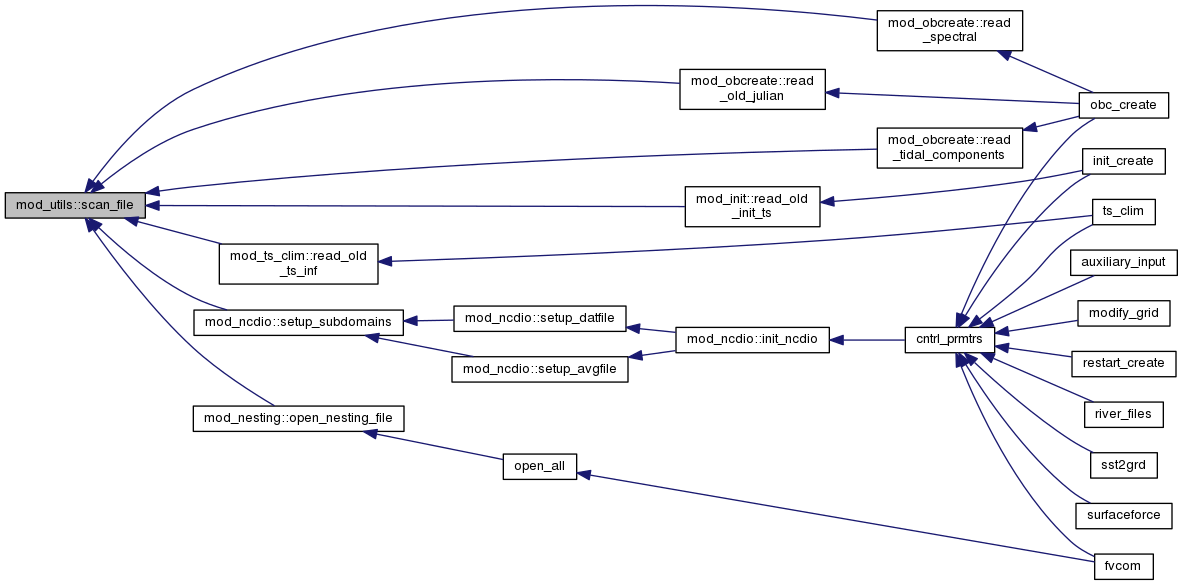 mod_obcreate::read
_spectral
mod_obcreate::read
_old_julian
obc_create
mod_obcreate::read
_tidal_components
init_create
mod_utils::scan_file
mod_init::read_old
_init_ts
ts_clim
mod_ts_clim::read_old
_ts_inf
auxiliary_input
mod_ncdio::setup_subdomains
mod_ncdio::setup_datfile
modify_grid
mod_ncdio::init_ncdio
cntrl_prmtrs
mod_ncdio::setup_avgfile
restart_create
mod_nesting::open_nesting_file
river_files
open_all
sst2grd
surfaceforce
fvcom